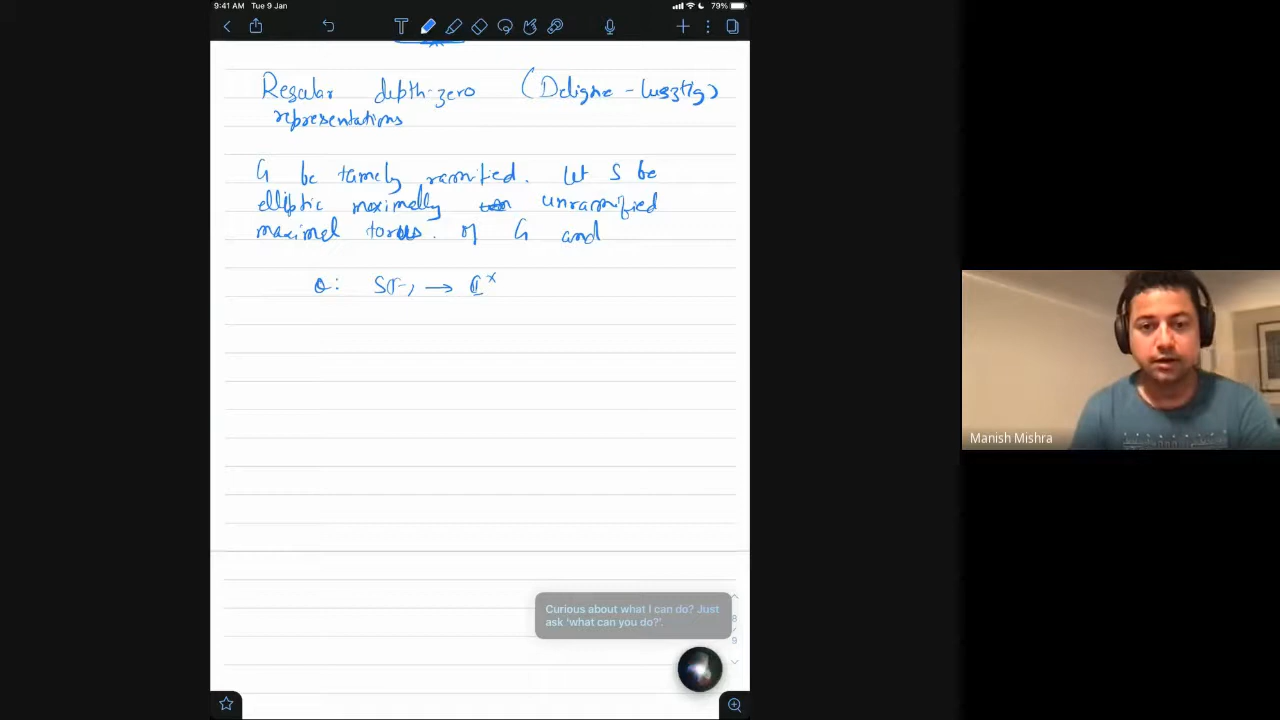 9:41 AM Tue 9 Jan
79%
Regular depth-zero (Deligne - Lusztig)
representations
G be tamely ramified. Let S be
elliptic maximally unramified
maximal torus. of G and
θ: S(F) → ℂ^×
Curious about what I can do? Just
ask 'what can you do?'.
8
9
Manish Mishra